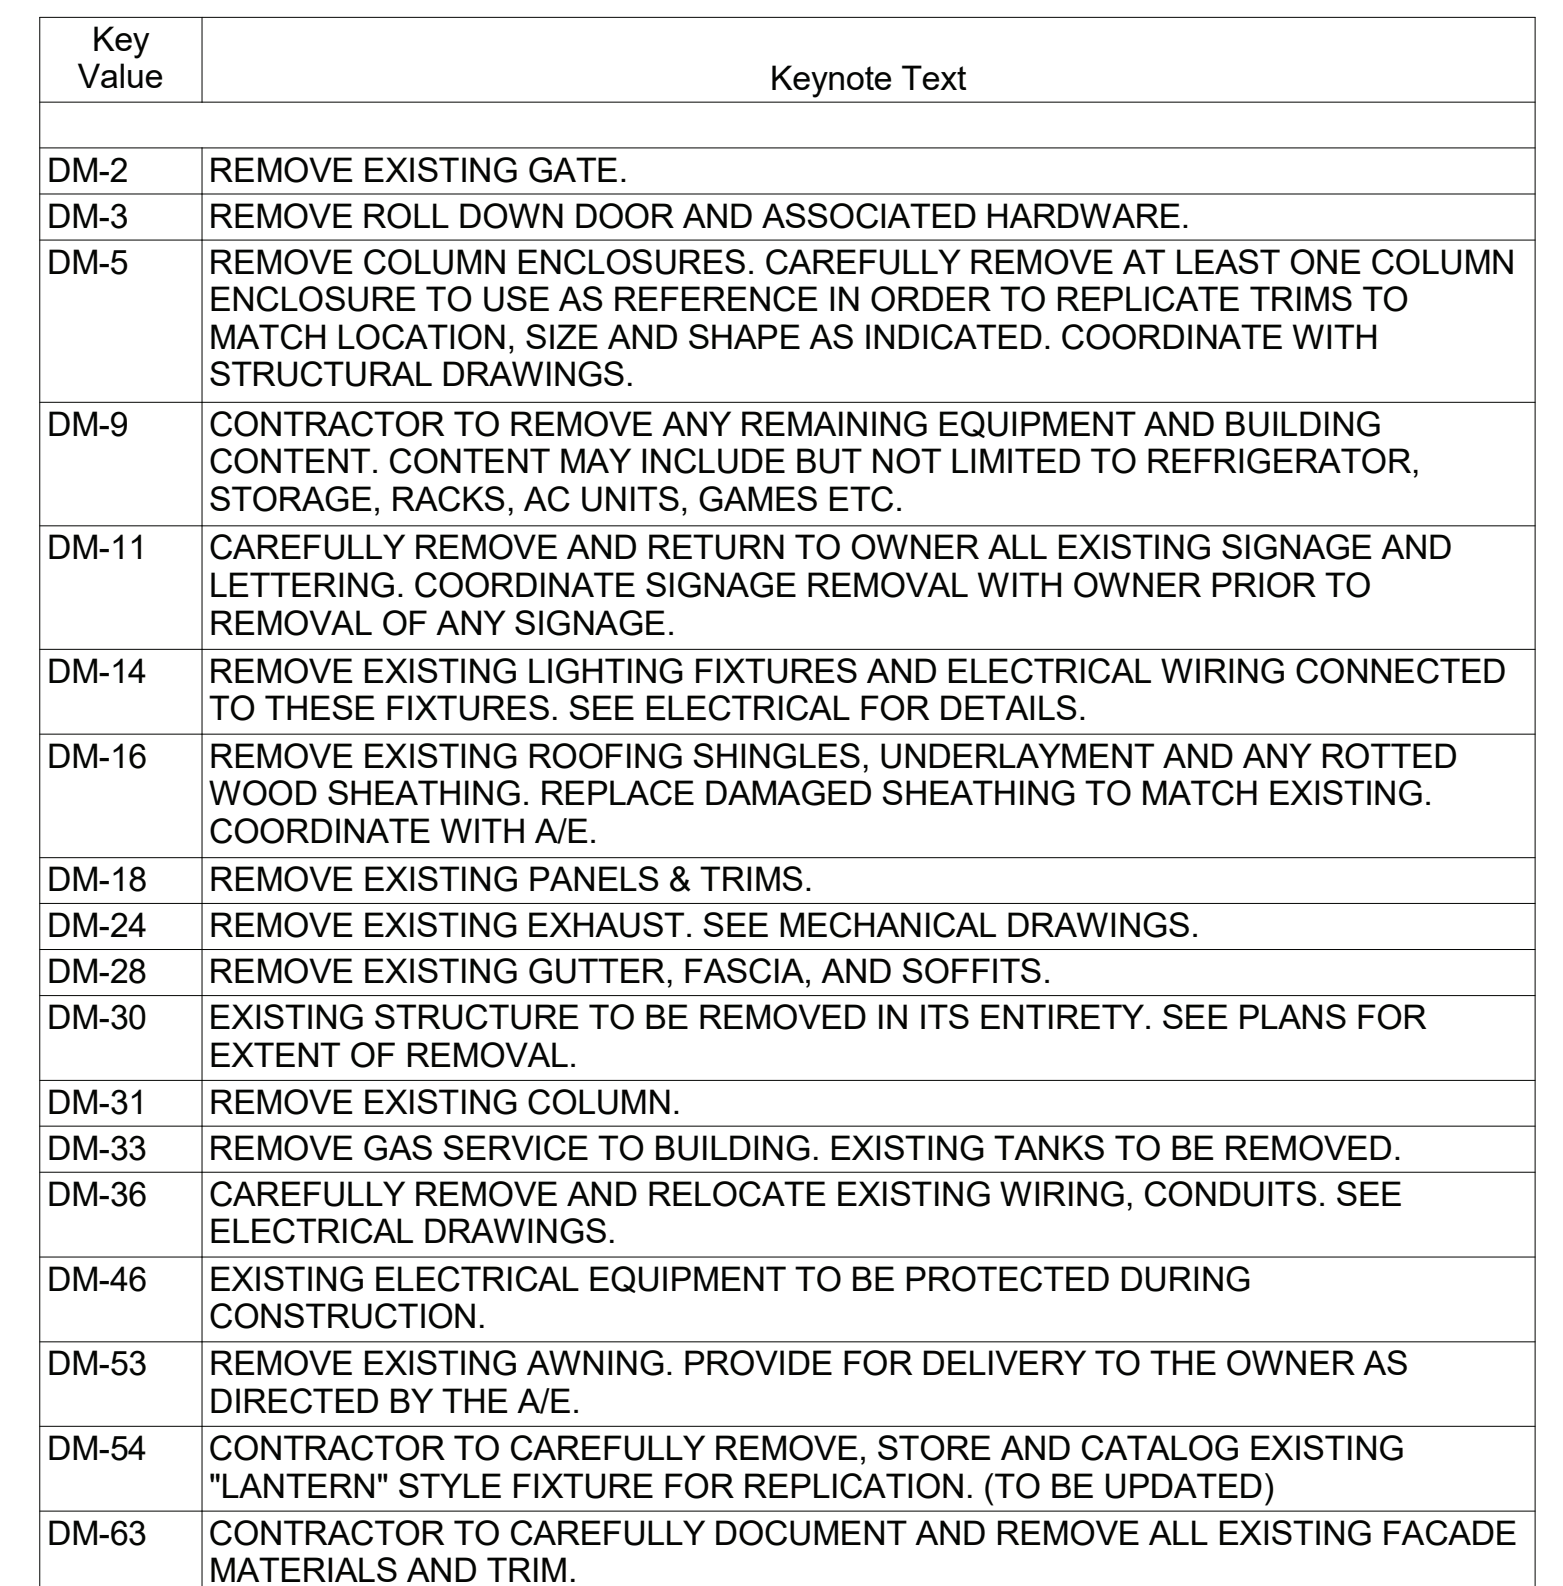 Key
Value
Keynote Text
DM-2 REMOVE EXISTING GATE.
DM-3 REMOVE ROLL DOWN DOOR AND ASSOCIATED HARDWARE.
DM-5 REMOVE COLUMN ENCLOSURES. CAREFULLY REMOVE AT LEAST ONE COLUMN
ENCLOSURE TO USE AS REFERENCE IN ORDER TO REPLICATE TRIMS TO
MATCH LOCATION, SIZE AND SHAPE AS INDICATED. COORDINATE WITH
STRUCTURAL DRAWINGS.
DM-9 CONTRACTOR TO REMOVE ANY REMAINING EQUIPMENT AND BUILDING
CONTENT. CONTENT MAY INCLUDE BUT NOT LIMITED TO REFRIGERATOR,
STORAGE, RACKS, AC UNITS, GAMES ETC.
DM-11 CAREFULLY REMOVE AND RETURN TO OWNER ALL EXISTING SIGNAGE AND
LETTERING. COORDINATE SIGNAGE REMOVAL WITH OWNER PRIOR TO
REMOVAL OF ANY SIGNAGE.
DM-14 REMOVE EXISTING LIGHTING FIXTURES AND ELECTRICAL WIRING CONNECTED
TO THESE FIXTURES. SEE ELECTRICAL FOR DETAILS.
DM-16 REMOVE EXISTING ROOFING SHINGLES, UNDERLAYMENT AND ANY ROTTED
WOOD SHEATHING. REPLACE DAMAGED SHEATHING TO MATCH EXISTING.
COORDINATE WITH A/E.
DM-18 REMOVE EXISTING PANELS & TRIMS.
DM-24 REMOVE EXISTING EXHAUST. SEE MECHANICAL DRAWINGS.
DM-28 REMOVE EXISTING GUTTER, FASCIA, AND SOFFITS.
DM-30 EXISTING STRUCTURE TO BE REMOVED IN ITS ENTIRETY. SEE PLANS FOR
EXTENT OF REMOVAL.
DM-31 REMOVE EXISTING COLUMN.
DM-33 REMOVE GAS SERVICE TO BUILDING. EXISTING TANKS TO BE REMOVED.
DM-36 CAREFULLY REMOVE AND RELOCATE EXISTING WIRING, CONDUITS. SEE
ELECTRICAL DRAWINGS.
DM-46 EXISTING ELECTRICAL EQUIPMENT TO BE PROTECTED DURING
CONSTRUCTION.
DM-53 REMOVE EXISTING AWNING. PROVIDE FOR DELIVERY TO THE OWNER AS
DIRECTED BY THE A/E.
DM-54 CONTRACTOR TO CAREFULLY REMOVE, STORE AND CATALOG EXISTING
"LANTERN" STYLE FIXTURE FOR REPLICATION. (TO BE UPDATED)
DM-63 CONTRACTOR TO CAREFULLY DOCUMENT AND REMOVE ALL EXISTING FACADE
MATERIALS AND TRIM.